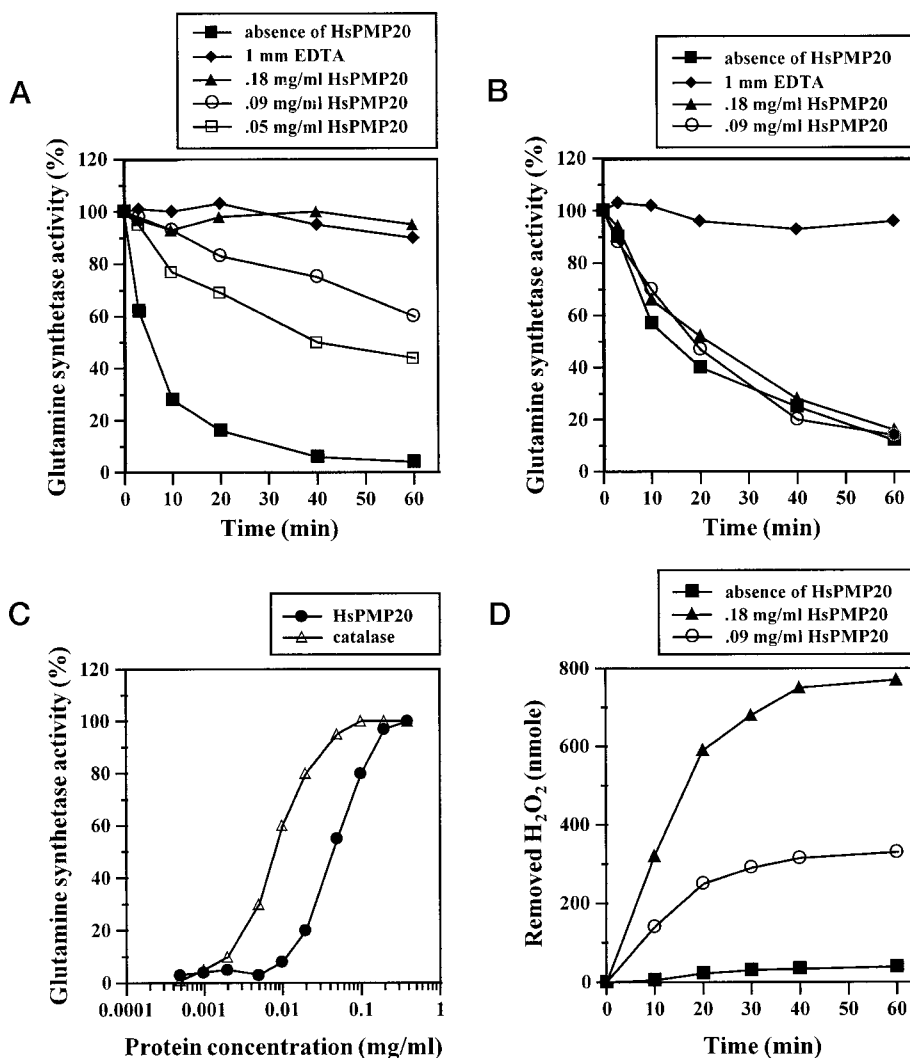 A
absence of HsPMP20
1 mm EDTA
.18 mg/ml HsPMP20
.09 mg/ml HsPMP20
.05 mg/ml HsPMP20
Glutamine synthetase activity (%)
120
100
80
60
40
20
0
0 10 20 30 40 50 60
Time (min)
B
absence of HsPMP20
1 mm EDTA
.18 mg/ml HsPMP20
.09 mg/ml HsPMP20
Glutamine synthetase activity (%)
120
100
80
60
40
20
0
0 10 20 30 40 50 60
Time (min)
C
HsPMP20
catalase
Glutamine synthetase activity (%)
120
100
80
60
40
20
0
0.0001 0.001 0.01 0.1 1
Protein concentration (mg/ml)
D
absence of HsPMP20
.18 mg/ml HsPMP20
.09 mg/ml HsPMP20
Removed H₂O₂ (nmole)
800
600
400
200
0
0 10 20 30 40 50 60
Time (min)